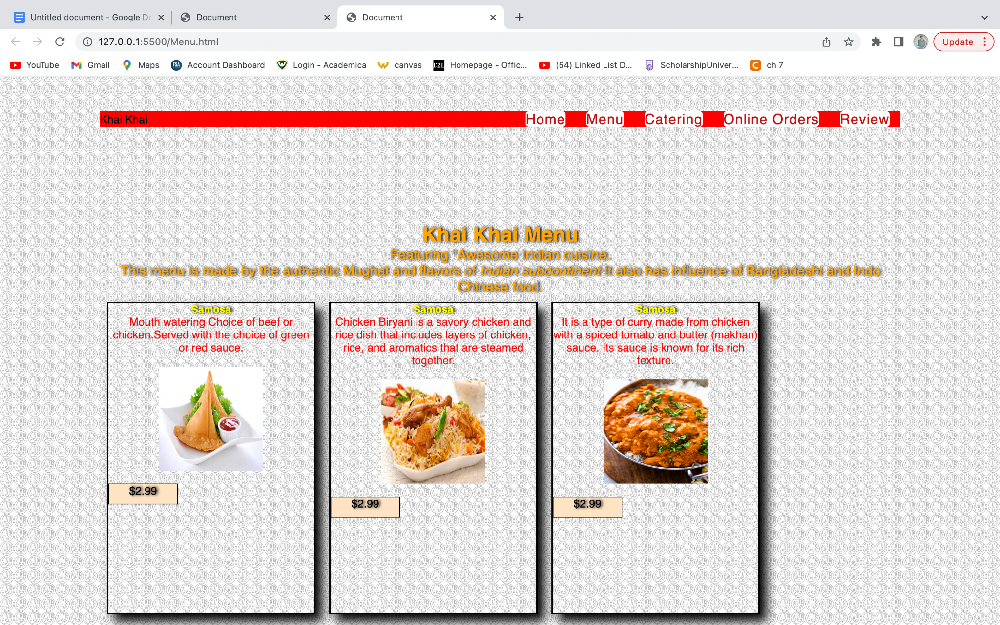 Untitled document - Google Do
Document
Document
127.0.0.1:5500/Menu.html
Update
YouTube
Gmail
Maps
FSA
Account Dashboard
Login - Academica
canvas
D2L
Homepage - Offic...
(54) Linked List D...
ScholarshipUniver...
C
ch 7
Khai Khai
Home
Menu
Catering
Online Orders
Review
Khai Khai Menu
Featuring "Awesome Indian cuisine.
This menu is made by the authentic Mughal and flavors of Indian subcontinent It also has influence of Bangladeshi and Indo
Chinese food.
Samosa
Mouth watering Choice of beef or
chicken.Served with the choice of green
or red sauce.
$2.99
Samosa
Chicken Biryani is a savory chicken and
rice dish that includes layers of chicken,
rice, and aromatics that are steamed
together.
$2.99
Samosa
It is a type of curry made from chicken
with a spiced tomato and butter (makhan)
sauce. Its sauce is known for its rich
texture.
$2.99